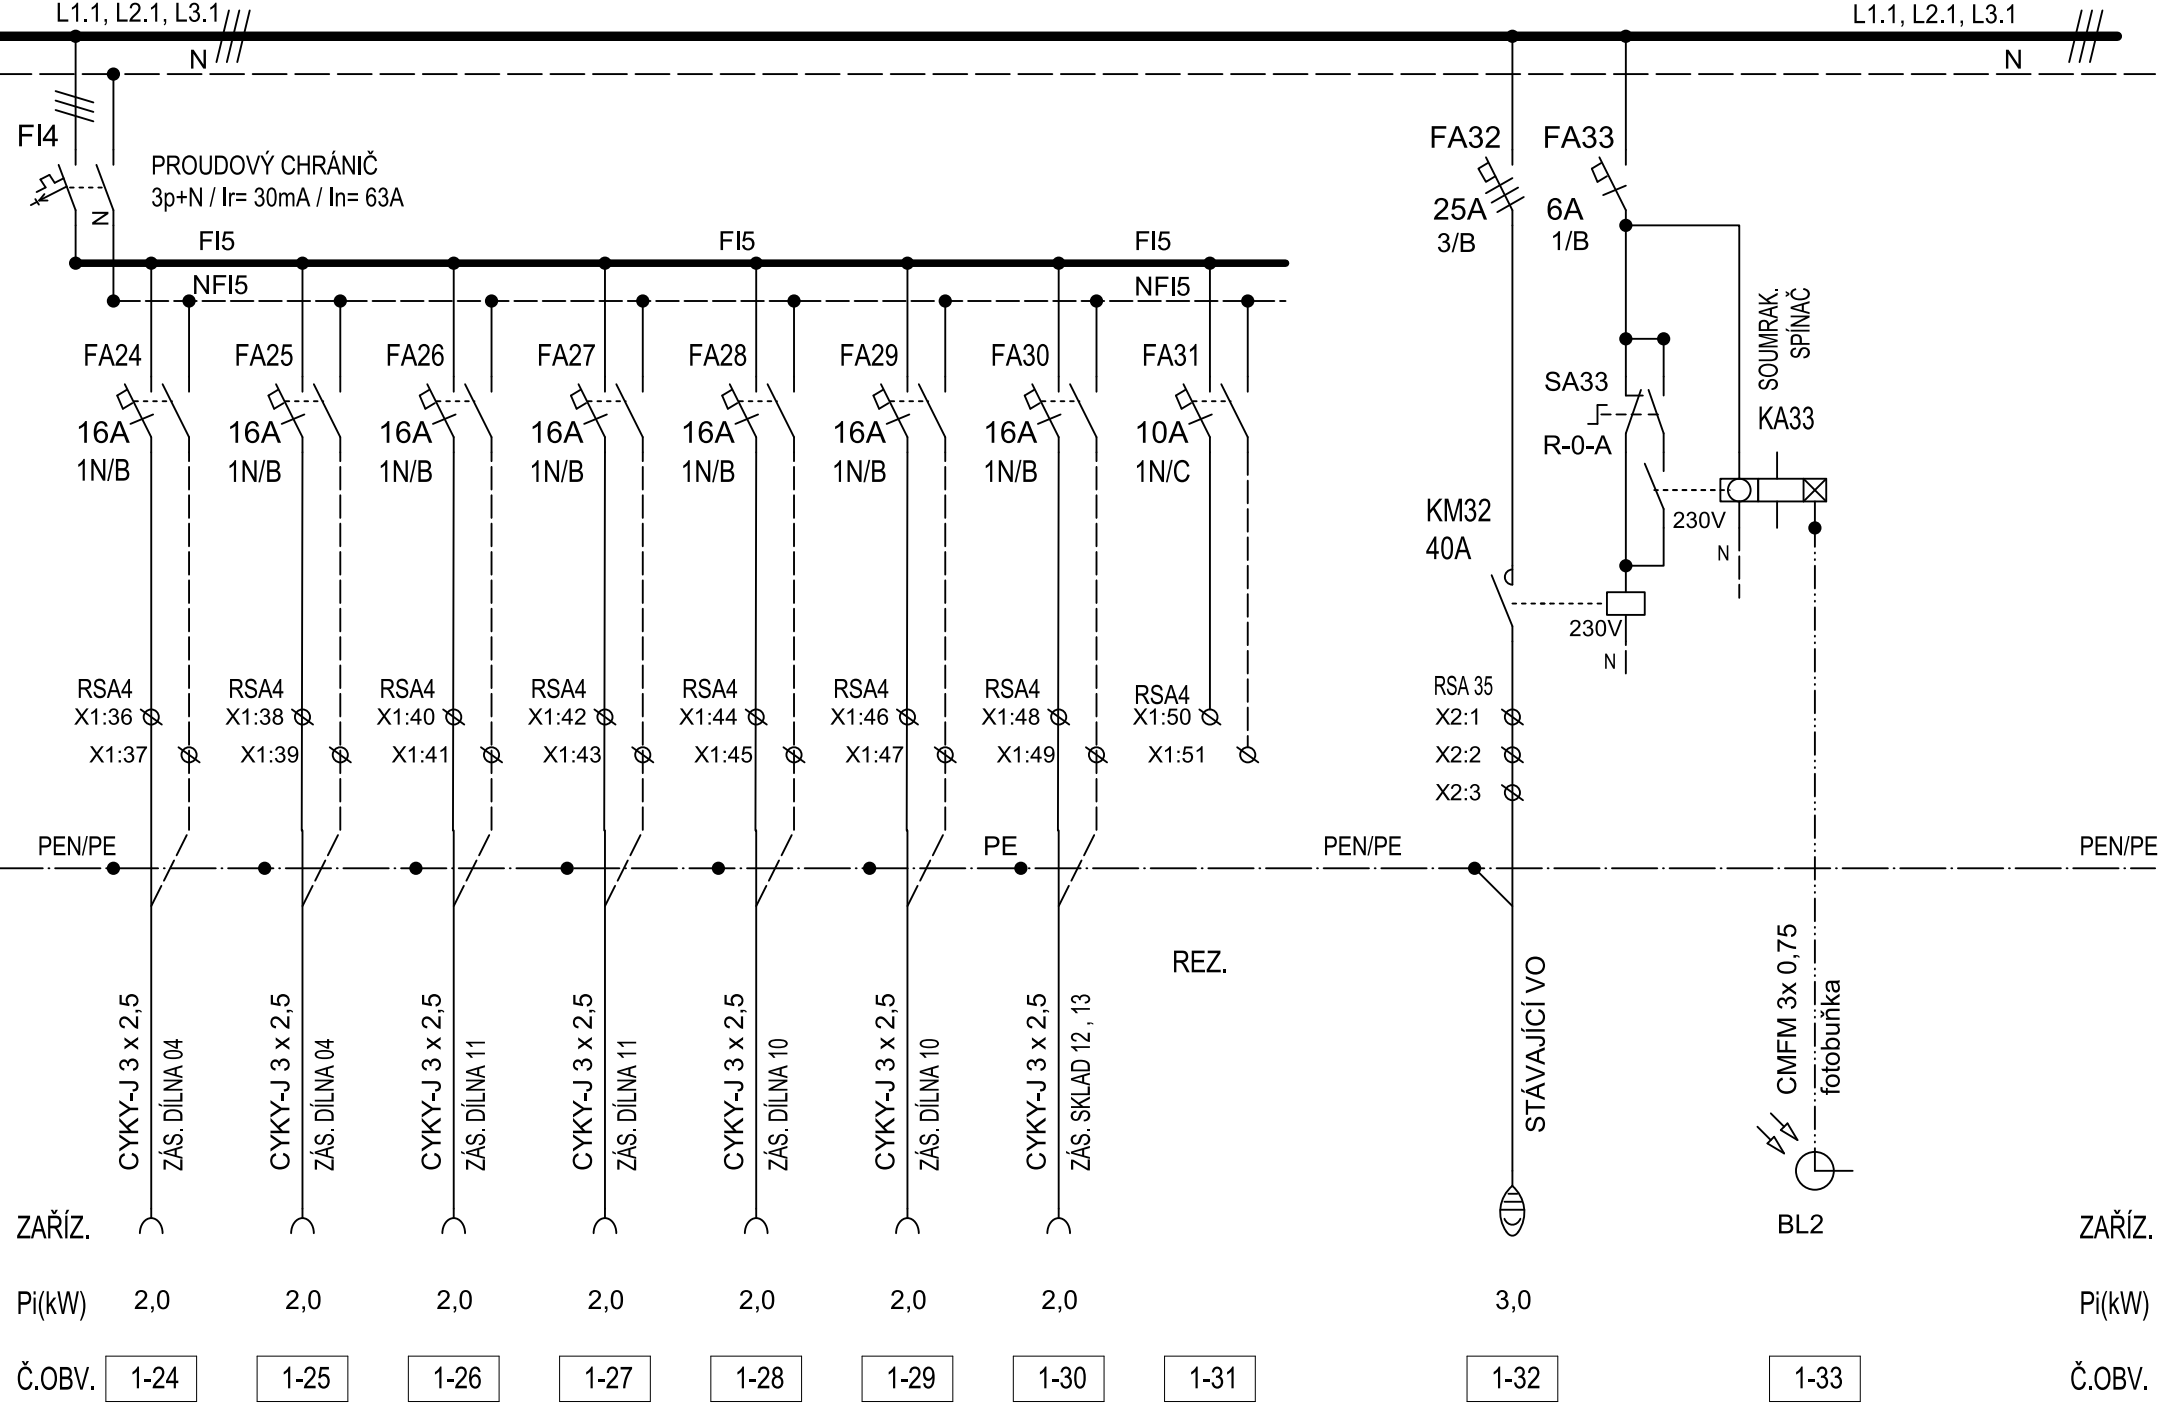 L1.1, L2.1, L3.1
L1.1, L2.1, L3.1
N
N
FI4
PROUDOVÝ CHRÁNIČ
3p+N / Ir= 30mA / In= 63A
N
FI5
FI5
FI5
NFI5
NFI5
FA24
16A
1N/B
FA25
16A
1N/B
FA26
16A
1N/B
FA27
16A
1N/B
FA28
16A
1N/B
FA29
16A
1N/B
FA30
16A
1N/B
FA31
10A
1N/C
FA32
25A
3/B
FA33
6A
1/B
SOUMRAK.
SPÍNAČ
KA33
SA33
R-0-A
230V
N
KM32
40A
230V
N
RSA4
X1:36
X1:37
RSA4
X1:38
X1:39
RSA4
X1:40
X1:41
RSA4
X1:42
X1:43
RSA4
X1:44
X1:45
RSA4
X1:46
X1:47
RSA4
X1:48
X1:49
RSA4
X1:50
X1:51
RSA 35
X2:1
X2:2
X2:3
PEN/PE
PE
PEN/PE
PEN/PE
CYKY-J 3 x 2,5
ZÁS. DÍLNA 04
CYKY-J 3 x 2,5
ZÁS. DÍLNA 04
CYKY-J 3 x 2,5
ZÁS. DÍLNA 11
CYKY-J 3 x 2,5
ZÁS. DÍLNA 11
CYKY-J 3 x 2,5
ZÁS. DÍLNA 10
CYKY-J 3 x 2,5
ZÁS. DÍLNA 10
CYKY-J 3 x 2,5
ZÁS. SKLAD 12 , 13
REZ.
STÁVAJÍCÍ VO
CMFM 3x 0,75
fotobuňka
BL2
ZAŘÍZ.
ZAŘÍZ.
Pi(kW) 2,0 2,0 2,0 2,0 2,0 2,0 2,0 3,0 Pi(kW)
Č.OBV. 1-24 1-25 1-26 1-27 1-28 1-29 1-30 1-31 1-32 1-33 Č.OBV.